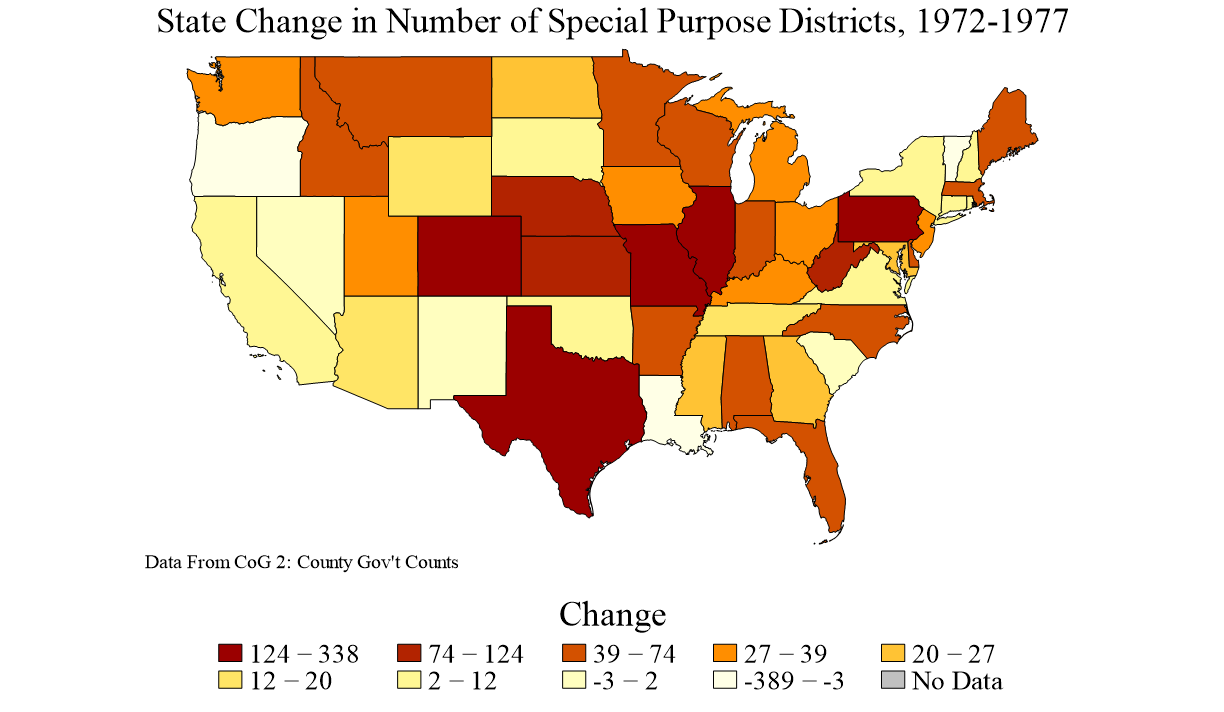 State Change in Number of Special Purpose Districts, 1972-1977
Data From CoG 2: County Gov't Counts
Change
124 – 338 74 – 124 39 – 74 27 – 39 20 – 27
12 – 20 2 – 12 -3 – 2 -389 – -3 No Data